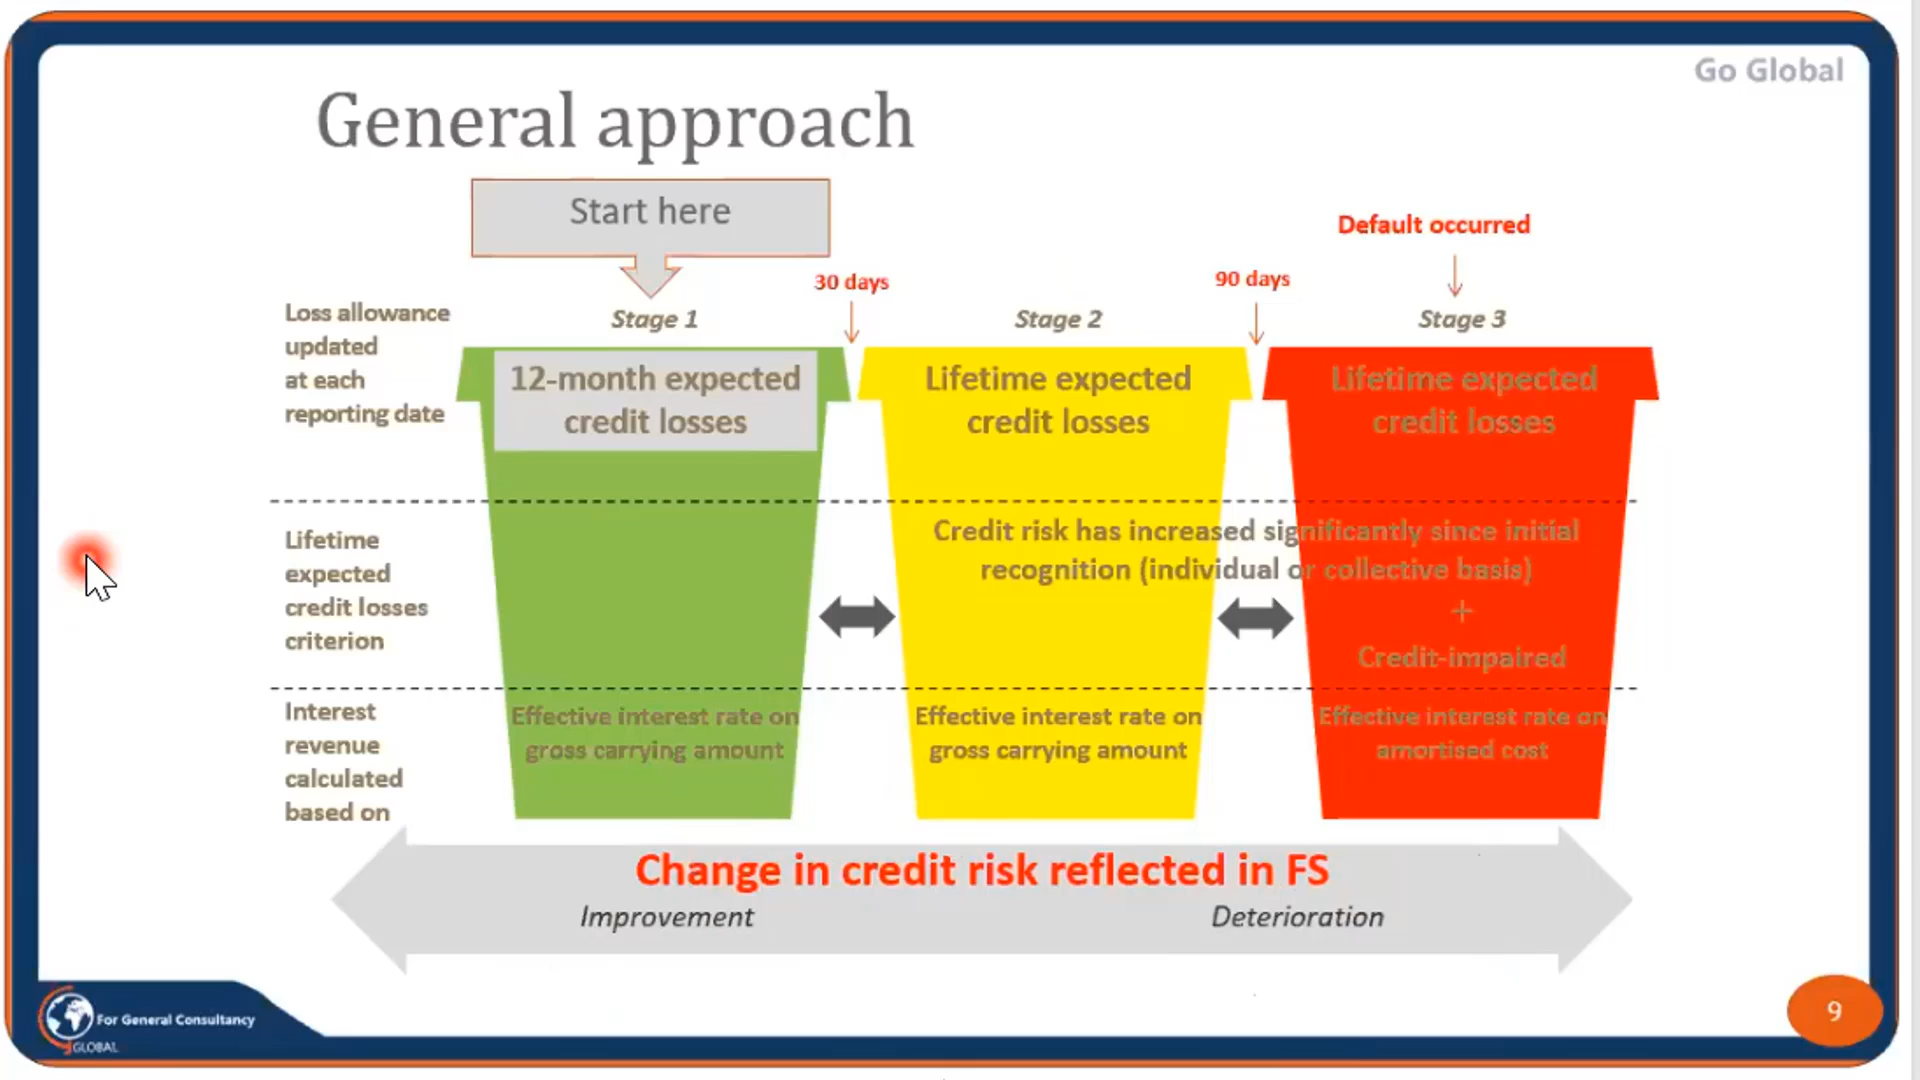 Go Global
General approach
Start here
Default occurred
30 days
90 days
Stage 1
Stage 2
Stage 3
Loss allowance
updated
at each
reporting date
12-month expected
credit losses
Lifetime expected
credit losses
Lifetime expected
credit losses
Lifetime
expected
credit losses
criterion
Credit risk has increased significantly since initial
recognition (individual or collective basis)
+
Credit-impaired
Interest
revenue
calculated
based on
Effective interest rate on
gross carrying amount
Effective interest rate on
gross carrying amount
Effective interest rate on
amortised cost
Change in credit risk reflected in FS
Improvement
Deterioration
For General Consultancy
GLOBAL
9